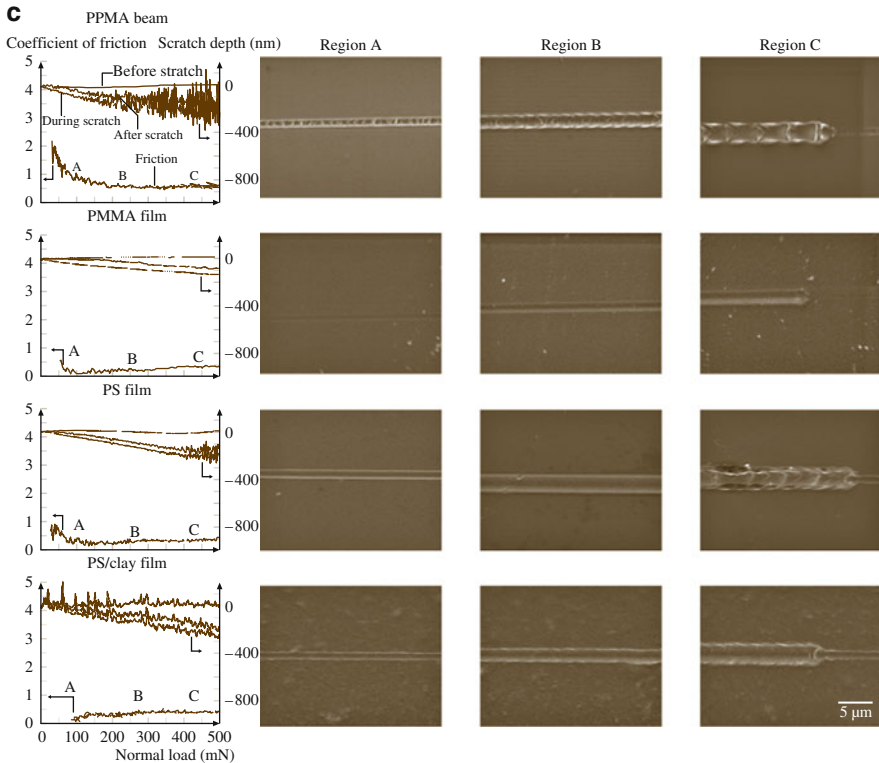 c
PPMA beam
Coefficient of friction Scratch depth (nm)
Region A Region B Region C
5
4
3
2
1
0
0
–400
–800
Before stratch
During scratch
After scratch
Friction
A B C
PMMA film
5
4
3
2
1
0
0
–400
–800
A B C
PS film
5
4
3
2
1
0
0
–400
–800
A B C
PS/clay film
5
4
3
2
1
0
0
–400
–800
A B C
0 100 200 300 400 500
Normal load (mN)
5 µm